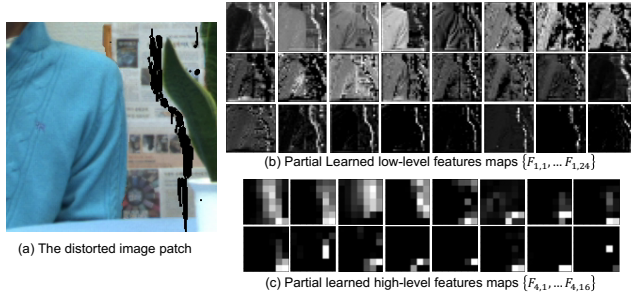 (a) The distorted image patch
(b) Partial Learned low-level features maps {F₁,₁, … F₁,₂₄}
(c) Partial learned high-level features maps {F₄,₁, … F₄,₁₆}